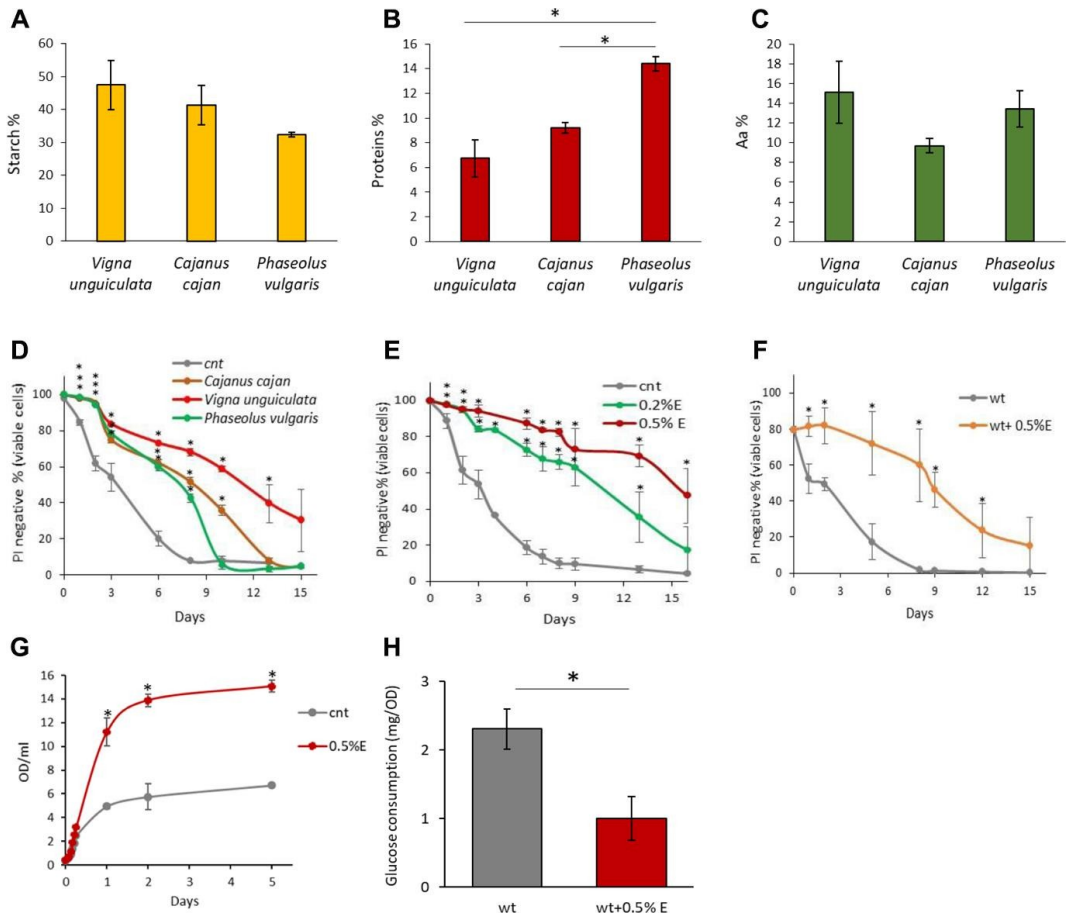 A
60
50
40
30
20
10
0
Starch %
Vigna unguiculata
Cajanus cajan
Phaseolus vulgaris
B
*
*
16
14
12
10
8
6
4
2
0
Proteins %
Vigna unguiculata
Cajanus cajan
Phaseolus vulgaris
C
20
18
16
14
12
10
8
6
4
2
0
Aa %
Vigna unguiculata
Cajanus cajan
Phaseolus vulgaris
D
cnt
Cajanus cajan
Vigna unguiculata
Phaseolus vulgaris
100
80
60
40
20
0
PI negative % (viable cells)
0 3 6 9 12 15
Days
E
cnt
0.2%E
0.5% E
100
80
60
40
20
0
PI negative % (viable cells)
0 3 6 9 12 15
Days
F
wt
wt+ 0.5%E
100
80
60
40
20
0
PI negative % (viable cells)
0 3 6 9 12 15
Days
G
cnt
0.5%E
16
14
12
10
8
6
4
2
0
OD/ml
0 1 2 3 4 5
Days
H
*
3
2
1
0
Glucose consumption (mg/OD)
wt
wt+0.5% E